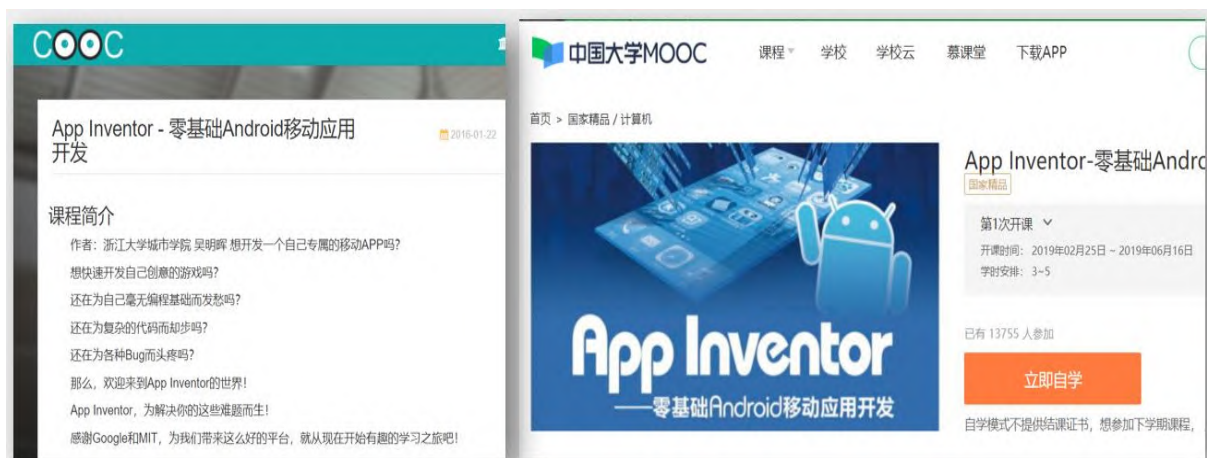 COOC
App Inventor - 零基础Android移动应用
开发
2016-01-22
课程简介
作者：浙江大学城市学院 吴明晖 想开发一个自己专属的移动APP吗？
想快速开发自己创意的游戏吗？
还在为自己毫无编程基础而发愁吗？
还在为复杂的代码而却步吗？
还在为各种Bug而头疼吗？
那么，欢迎来到App Inventor的世界！
App Inventor，为解决你的这些难题而生！
感谢Google和MIT，为我们带来这么好的平台，就从现在开始有趣的学习之旅吧！
中国大学MOOC 课程 学校 学校云 慕课堂 下载APP
首页 > 国家精品 / 计算机
App Inventor
——零基础Android移动应用开发
App Inventor-零基础Andro
国家精品
第1次开课
开课时间： 2019年02月25日 ~ 2019年06月16日
学时安排： 3~5
已有 13755 人参加
立即自学
自学模式不提供结课证书，想参加下学期课程，